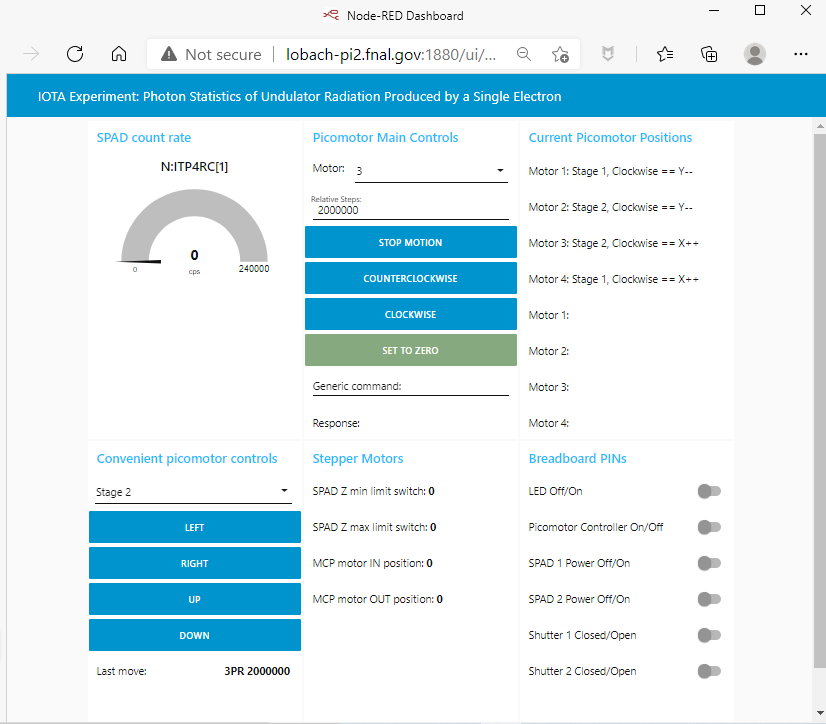 Node-RED Dashboard
Not secure | lobach-pi2.fnal.gov:1880/ui/...
IOTA Experiment: Photon Statistics of Undulator Radiation Produced by a Single Electron
SPAD count rate
N:ITP4RC[1]
0
cps
0
240000
Picomotor Main Controls
Motor: 3
Relative Steps:
2000000
STOP MOTION
COUNTERCLOCKWISE
CLOCKWISE
SET TO ZERO
Generic command:
Response:
Current Picomotor Positions
Motor 1: Stage 1, Clockwise == Y--
Motor 2: Stage 2, Clockwise == Y--
Motor 3: Stage 2, Clockwise == X++
Motor 4: Stage 1, Clockwise == X++
Motor 1:
Motor 2:
Motor 3:
Motor 4:
Convenient picomotor controls
Stage 2
LEFT
RIGHT
UP
DOWN
Last move: 3PR 2000000
Stepper Motors
SPAD Z min limit switch: 0
SPAD Z max limit switch: 0
MCP motor IN position: 0
MCP motor OUT position: 0
Breadboard PINs
LED Off/On
Picomotor Controller On/Off
SPAD 1 Power Off/On
SPAD 2 Power Off/On
Shutter 1 Closed/Open
Shutter 2 Closed/Open